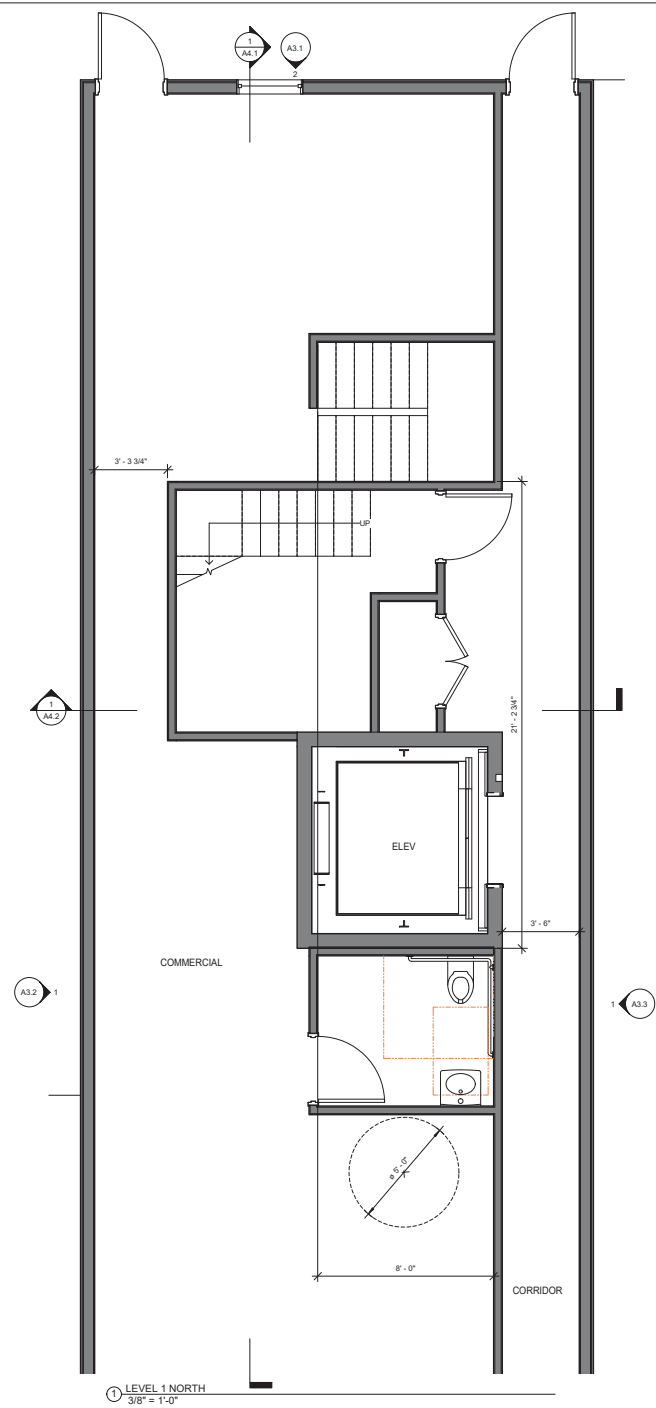 1
A4.1
A3.1
2
3' - 3 3/4"
UP
1
A4.2
21' - 2 3/4"
ELEV
3' - 6"
COMMERCIAL
A3.2
1
1
A3.3
ø 5' - 0"
8' - 0"
CORRIDOR
1
LEVEL 1 NORTH
3/8" = 1'-0"